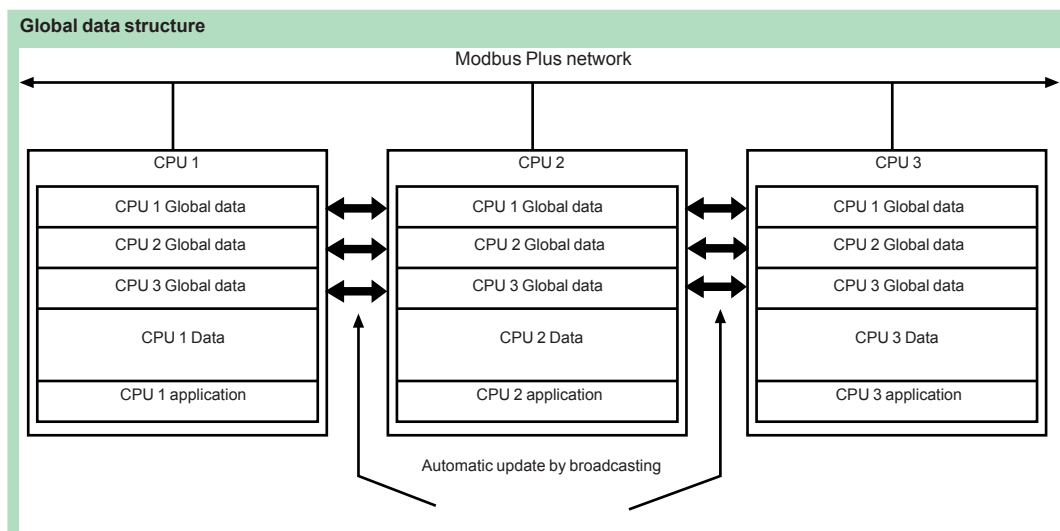 Global data structure
Modbus Plus network
CPU 1
CPU 1 Global data
CPU 2 Global data
CPU 3 Global data
CPU 1 Data
CPU 1 application
CPU 2
CPU 1 Global data
CPU 2 Global data
CPU 3 Global data
CPU 2 Data
CPU 2 application
CPU 3
CPU 1 Global data
CPU 2 Global data
CPU 3 Global data
CPU 3 Data
CPU 3 application
Automatic update by broadcasting